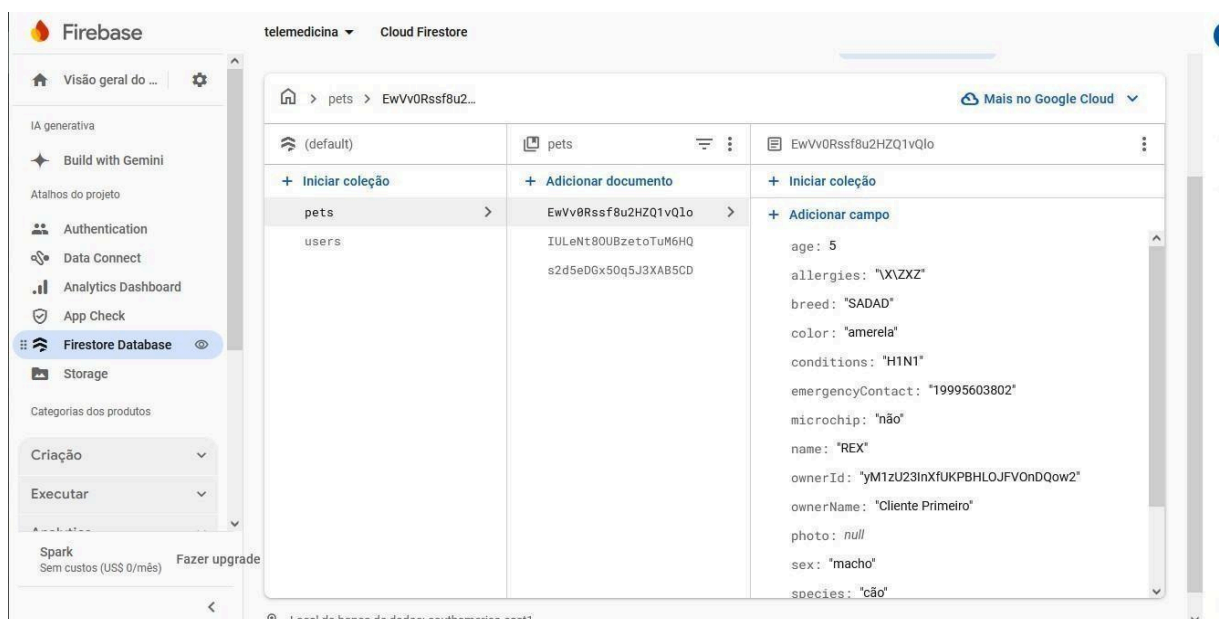 Firebase
telemedicina
Cloud Firestore
Visão geral do ...
IA generativa
Build with Gemini
Atalhos do projeto
Authentication
Data Connect
Analytics Dashboard
App Check
Firestore Database
Storage
Categorias dos produtos
Criação
Executar
Spark
Sem custos (US$ 0/mês)
Fazer upgrade
pets
EwVv0Rssf8u2...
Mais no Google Cloud
(default)
+ Iniciar coleção
pets
users
pets
+ Adicionar documento
EwVv0Rssf8u2HZQ1vQlo
IULeNt8OUBzetoTuM6HQ
s2d5eDGx5Oq5J3XAB5CD
EwVv0Rssf8u2HZQ1vQlo
+ Iniciar coleção
+ Adicionar campo
age: 5
allergies: "\X\ZXZ"
breed: "SADAD"
color: "amerela"
conditions: "H1N1"
emergencyContact: "19995603802"
microchip: "não"
name: "REX"
ownerId: "yM1zU23InXfUKPBHLOJFVOnDQow2"
ownerName: "Cliente Primeiro"
photo: null
sex: "macho"
species: "cão"